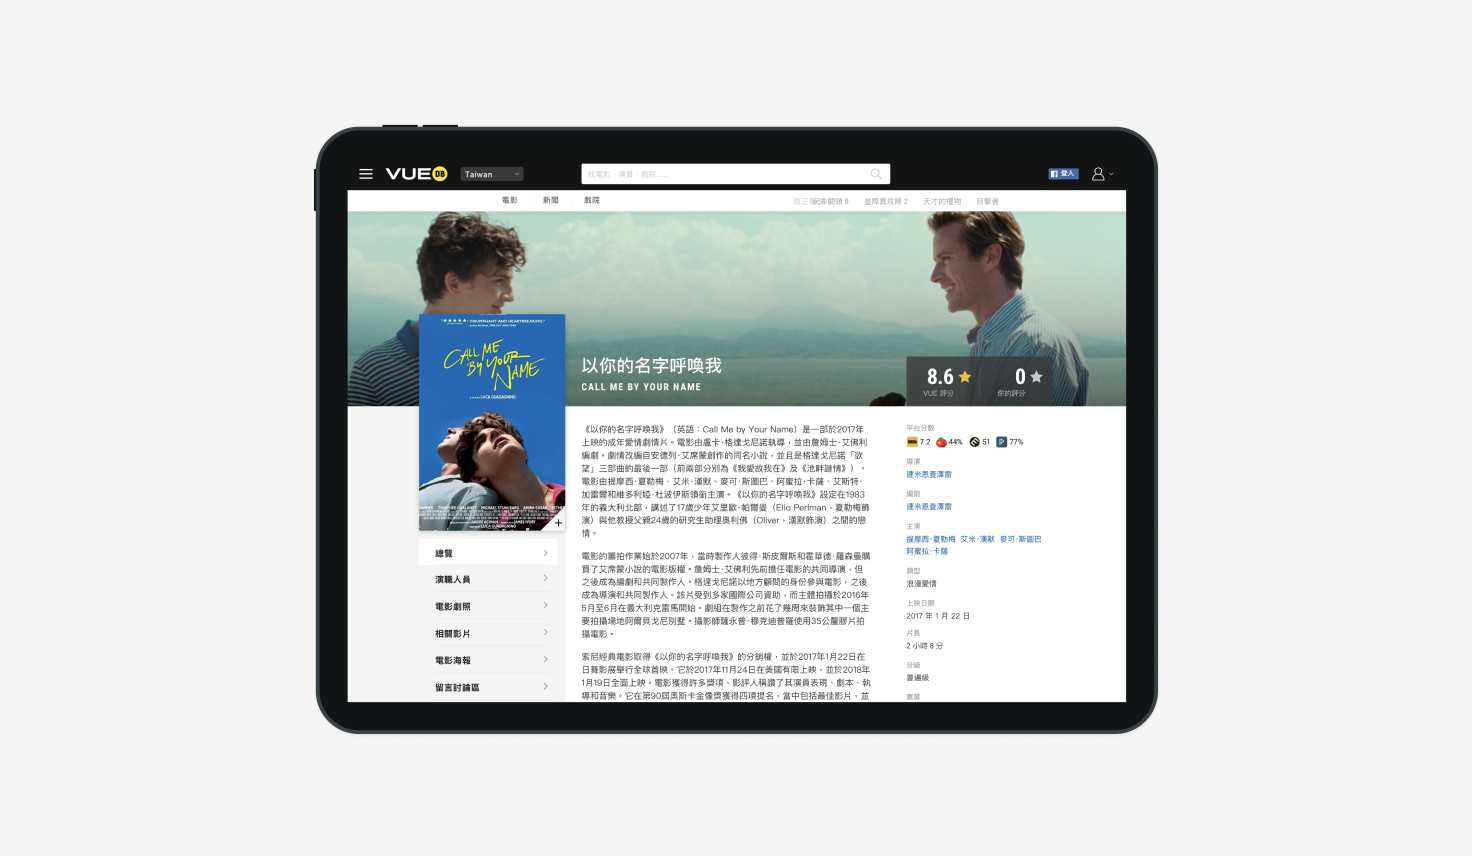 VUE DB
Taiwan
找電影、演員、戲院......
登入
電影
新聞
戲院
星際異攻隊 2
天才的禮物
目擊者
TRIUMPHANT AND HEARTBREAKING.
CALL ME
BY YOUR
NAME
LUCA GUADAGNINO
以你的名字呼喚我
CALL ME BY YOUR NAME
8.6
VUE 評分
0
你的評分
《以你的名字呼喚我》(英語:Call Me by Your Name)是一部於2017年
上映的成年愛情劇情片。電影由盧卡·格達戈尼諾執導,並由詹姆士·艾佛利
編劇。劇情改編自安德列·艾席蒙創作的同名小說,並且是格達戈尼諾「欲
望」三部曲的最後一部(前兩部分別為《我愛故我在》及《池畔謎情》)。
電影由提摩西·夏勒梅、艾米·漢默、麥可·斯圖巴、阿蜜拉·卡薩、艾斯特·
加雷爾和維多利婭·杜波伊斯領銜主演。《以你的名字呼喚我》設定在1983
年的義大利北部,講述了17歲少年艾里歐·帕爾曼(Elio Perlman,夏勒梅飾
演)與他教授父親24歲的研究生助理奧利佛(Oliver,漢默飾演)之間的戀
情。
電影的籌拍作業始於2007年,當時製作人彼得·斯皮爾斯和霍華德·羅森曼購
買了艾席蒙小說的電影版權。詹姆士·艾佛利先前擔任電影的共同導演,但
之後成為編劇和共同製作人。格達戈尼諾以地方顧問的身份參與電影,之後
成為導演和共同製作人。該片受到多家國際公司資助,而主體拍攝於2016年
5月至6月在義大利克雷馬開始。劇組在製作之前花了幾周來裝飾其中一個主
要拍攝場地阿爾貝戈尼別墅。攝影師薩永普·穆克迪普羅使用35公釐膠片拍
攝電影。
索尼經典電影取得《以你的名字呼喚我》的分銷權,並於2017年1月22日在
日舞影展舉行全球首映。它於2017年11月24日在美國有限上映,並於2018年
1月19日全面上映。電影獲得許多獎項,影評人稱讚了其演員表現、劇本、執
導和音樂。它在第90屆奧斯卡金像獎獲得四項提名,當中包括最佳影片,並
平台分數
7.2
44%
51
77%
導演
達米恩查澤雷
編劇
達米恩查澤雷
主演
提摩西·夏勒梅 艾米·漢默 麥可·斯圖巴
阿蜜拉·卡薩
類型
浪漫愛情
上映日期
2017 年 1 月 22 日
片長
2 小時 8 分
分級
普遍級
票房
總覽
演職人員
電影劇照
相關影片
電影海報
留言討論區